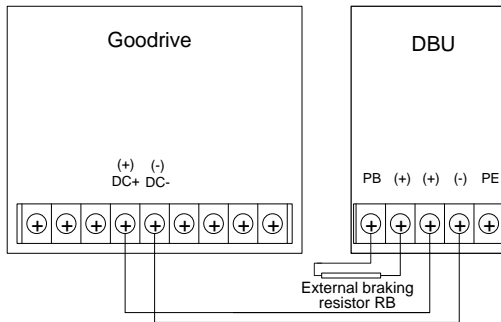 Goodrive
DBU
(+) (-)
DC+ DC-
PB (+) (+) (-) PE
External braking
resistor RB